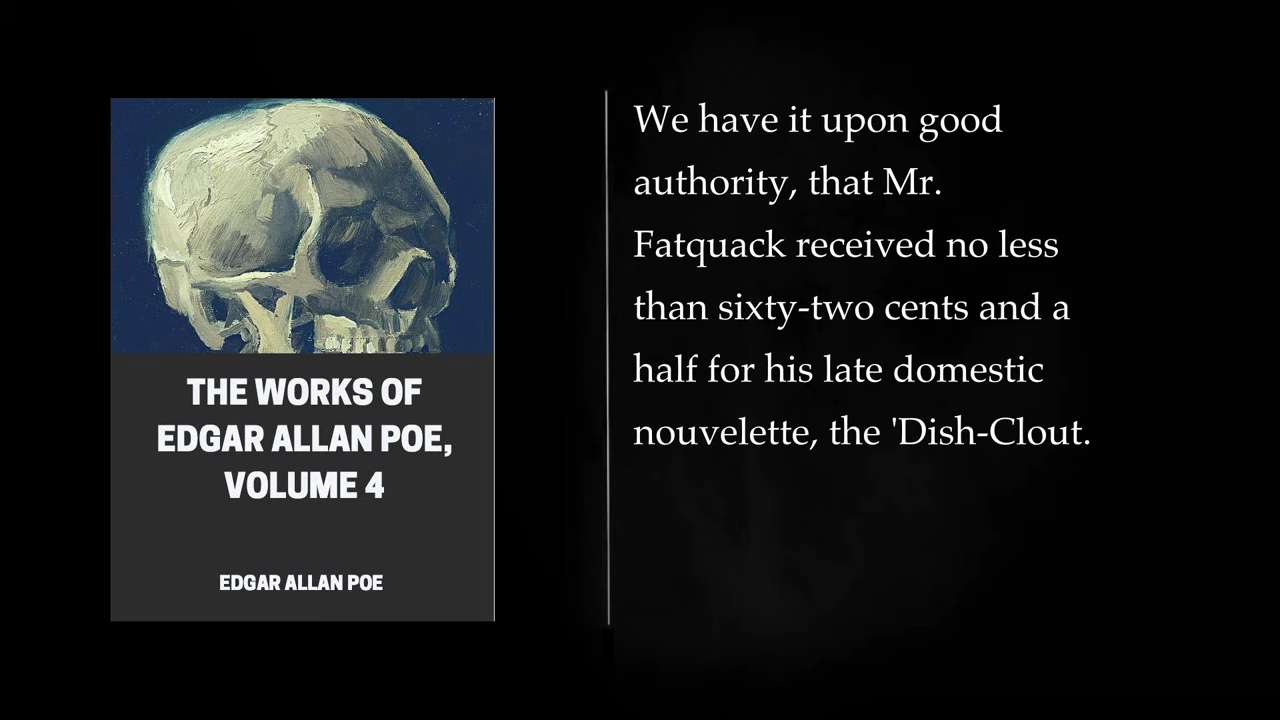 THE WORKS OF
EDGAR ALLAN POE,
VOLUME 4
EDGAR ALLAN POE
We have it upon good
authority, that Mr.
Fatquack received no less
than sixty-two cents and a
half for his late domestic
nouvelette, the 'Dish-Clout.